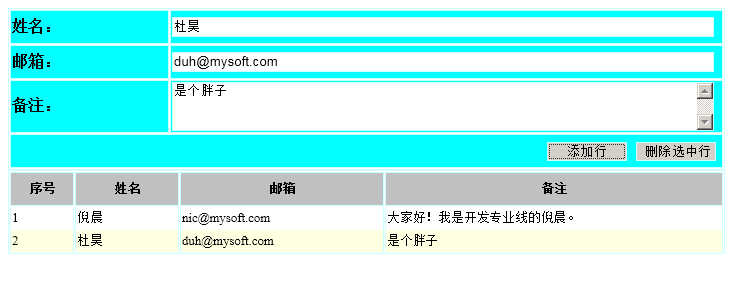 姓名： 杜昊
邮箱： duh@mysoft.com
备注： 是个胖子
添加行 删除选中行
序号 姓名 邮箱 备注
1 倪晨 nic@mysoft.com 大家好！我是开发专业线的倪晨。
2 杜昊 duh@mysoft.com 是个胖子